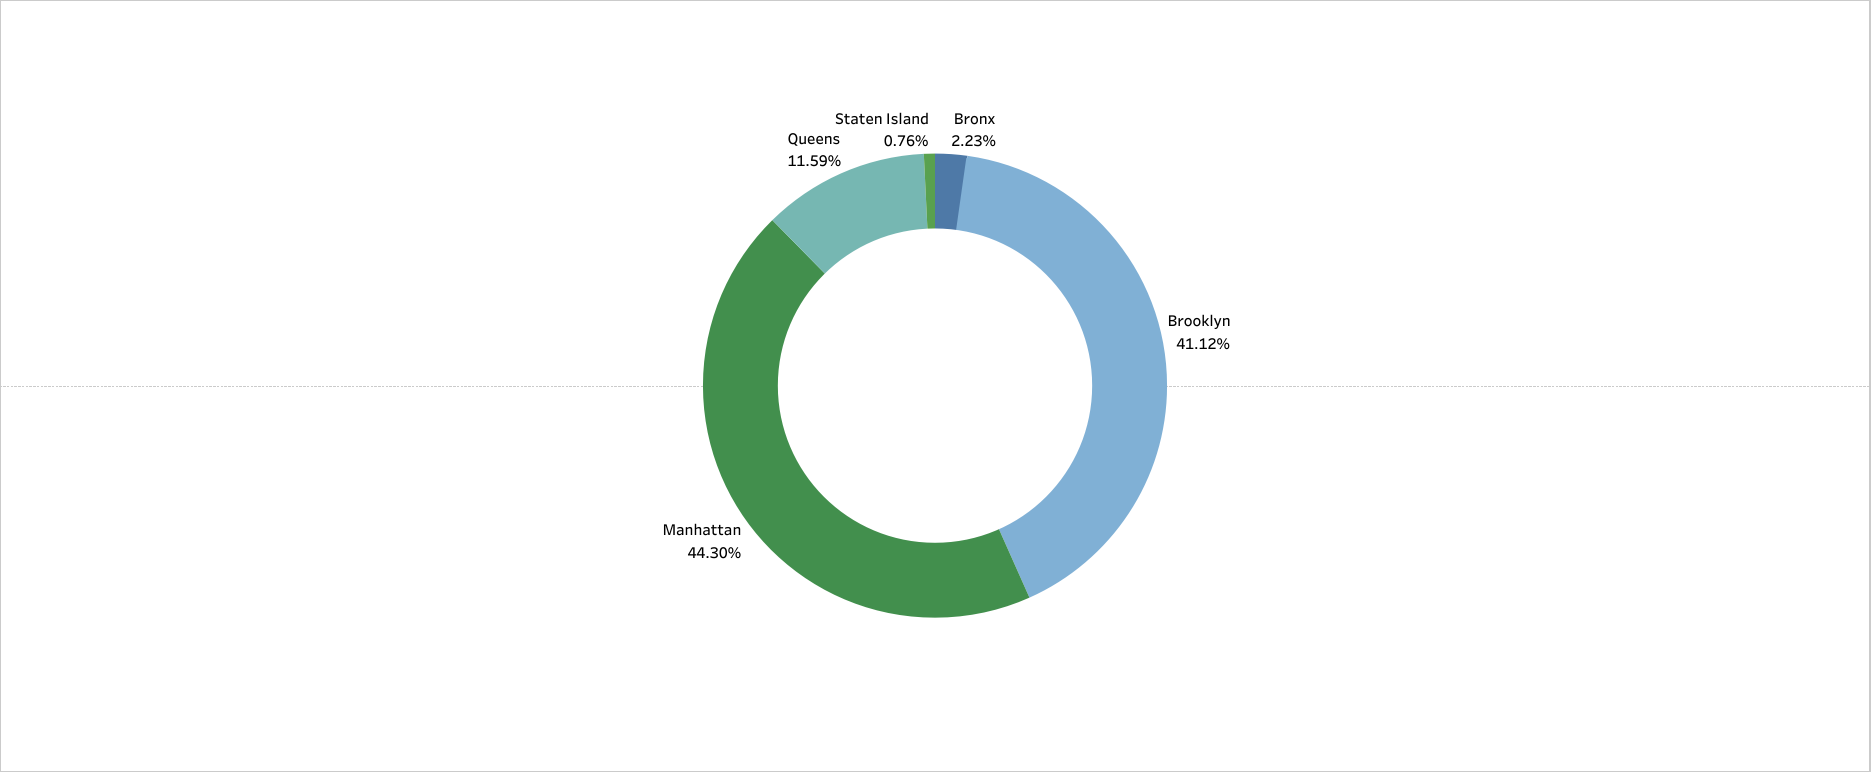 Staten Island
0.76%
Bronx
2.23%
Queens
11.59%
Brooklyn
41.12%
Manhattan
44.30%